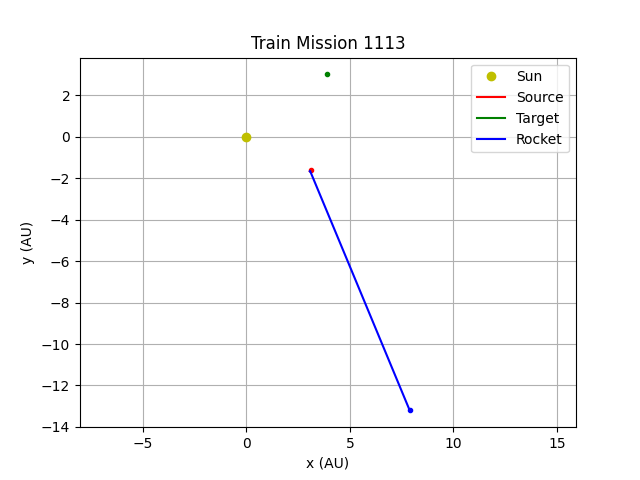 Train Mission 1113
Sun
Source
Target
Rocket
2
0
−2
−4
−6
−8
−10
−12
−14
y (AU)
−5
0
5
10
15
x (AU)